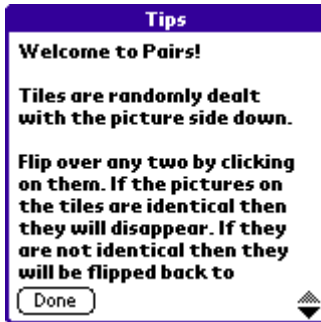 Tips
Welcome to Pairs!
Tiles are randomly dealt
with the picture side down.
Flip over any two by clicking
on them. If the pictures on
the tiles are identical then
they will disappear. If they
are not identical then they
will be flipped back to
Done